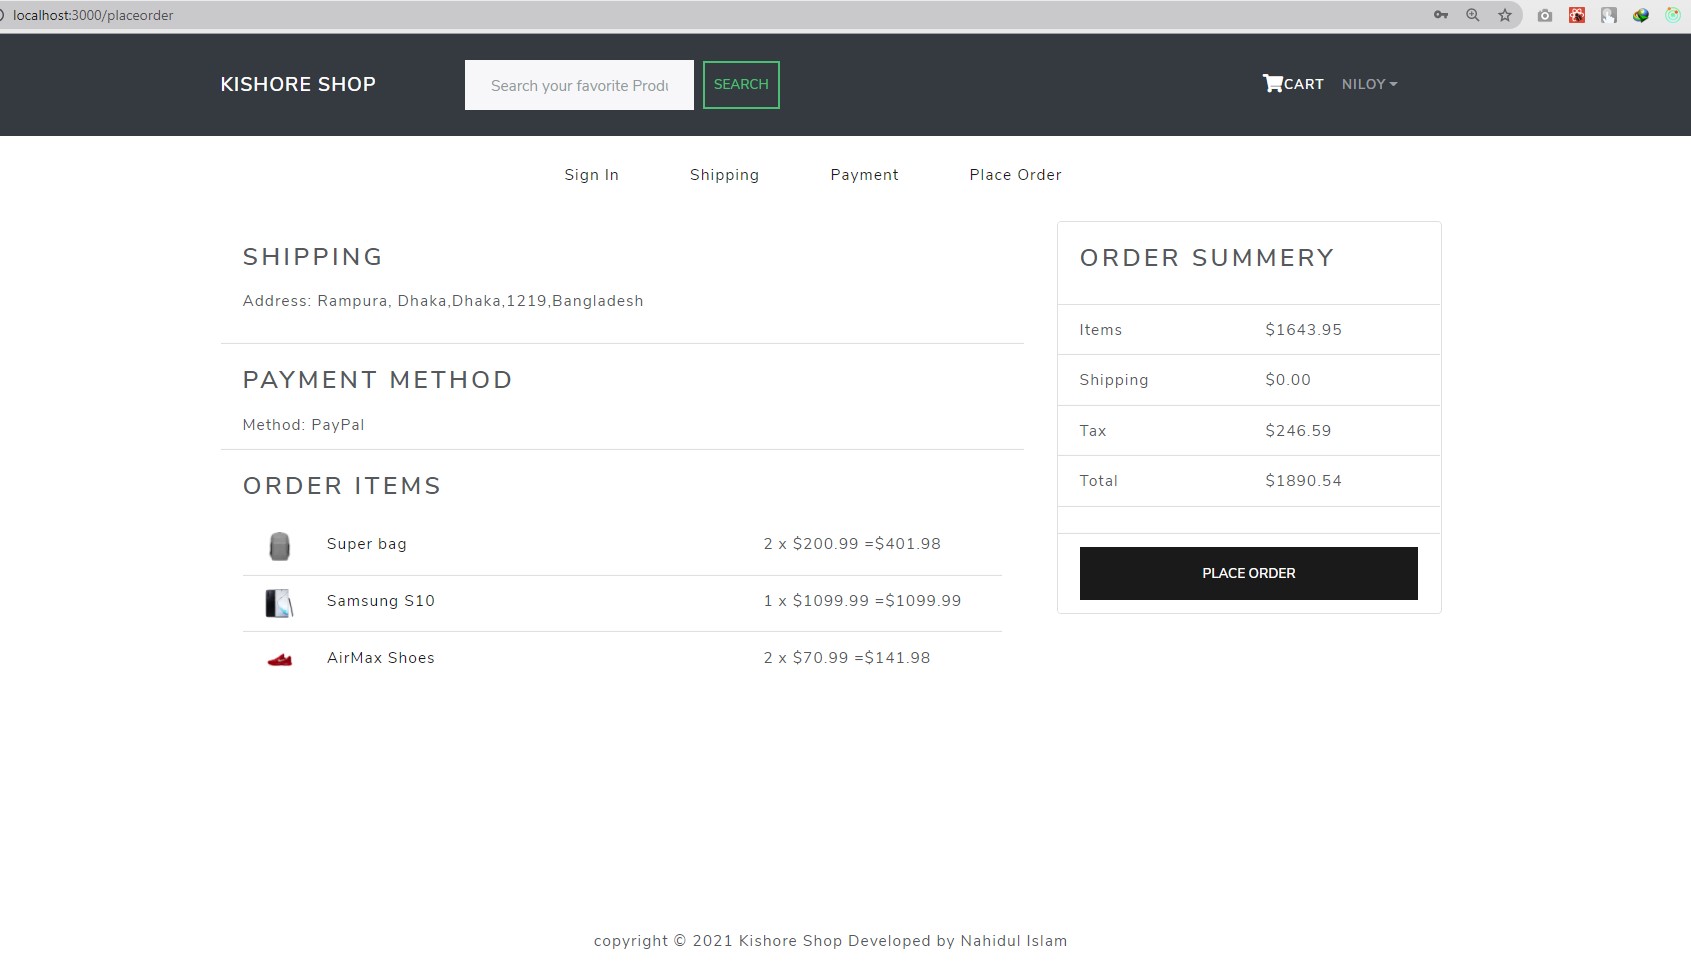 localhost:3000/placeorder
KISHORE SHOP
Search your favorite Produ
SEARCH
CART
NILOY
Sign In
Shipping
Payment
Place Order
SHIPPING
Address: Rampura, Dhaka,Dhaka,1219,Bangladesh
PAYMENT METHOD
Method: PayPal
ORDER ITEMS
Super bag 2 x $200.99 =$401.98
Samsung S10 1 x $1099.99 =$1099.99
AirMax Shoes 2 x $70.99 =$141.98
ORDER SUMMERY
Items $1643.95
Shipping $0.00
Tax $246.59
Total $1890.54
PLACE ORDER
copyright © 2021 Kishore Shop Developed by Nahidul Islam